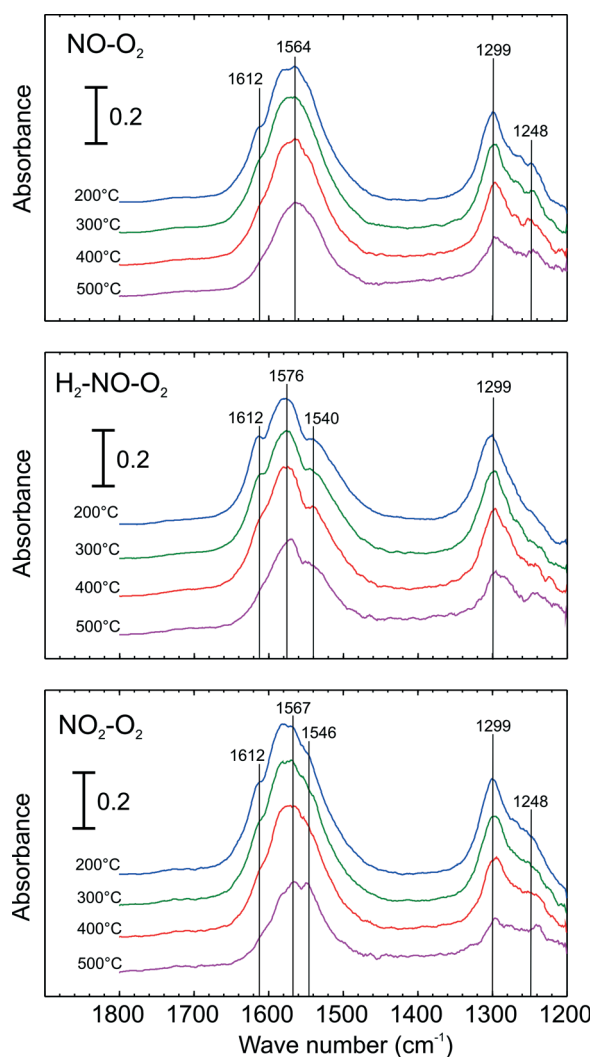 NO-O₂
1612
1564
1299
1248
0.2
Absorbance
200°C
300°C
400°C
500°C
H₂-NO-O₂
1612
1576
1540
1299
0.2
Absorbance
200°C
300°C
400°C
500°C
NO₂-O₂
1612
1567
1546
1299
1248
0.2
Absorbance
200°C
300°C
400°C
500°C
1800 1700 1600 1500 1400 1300 1200
Wave number (cm⁻¹)